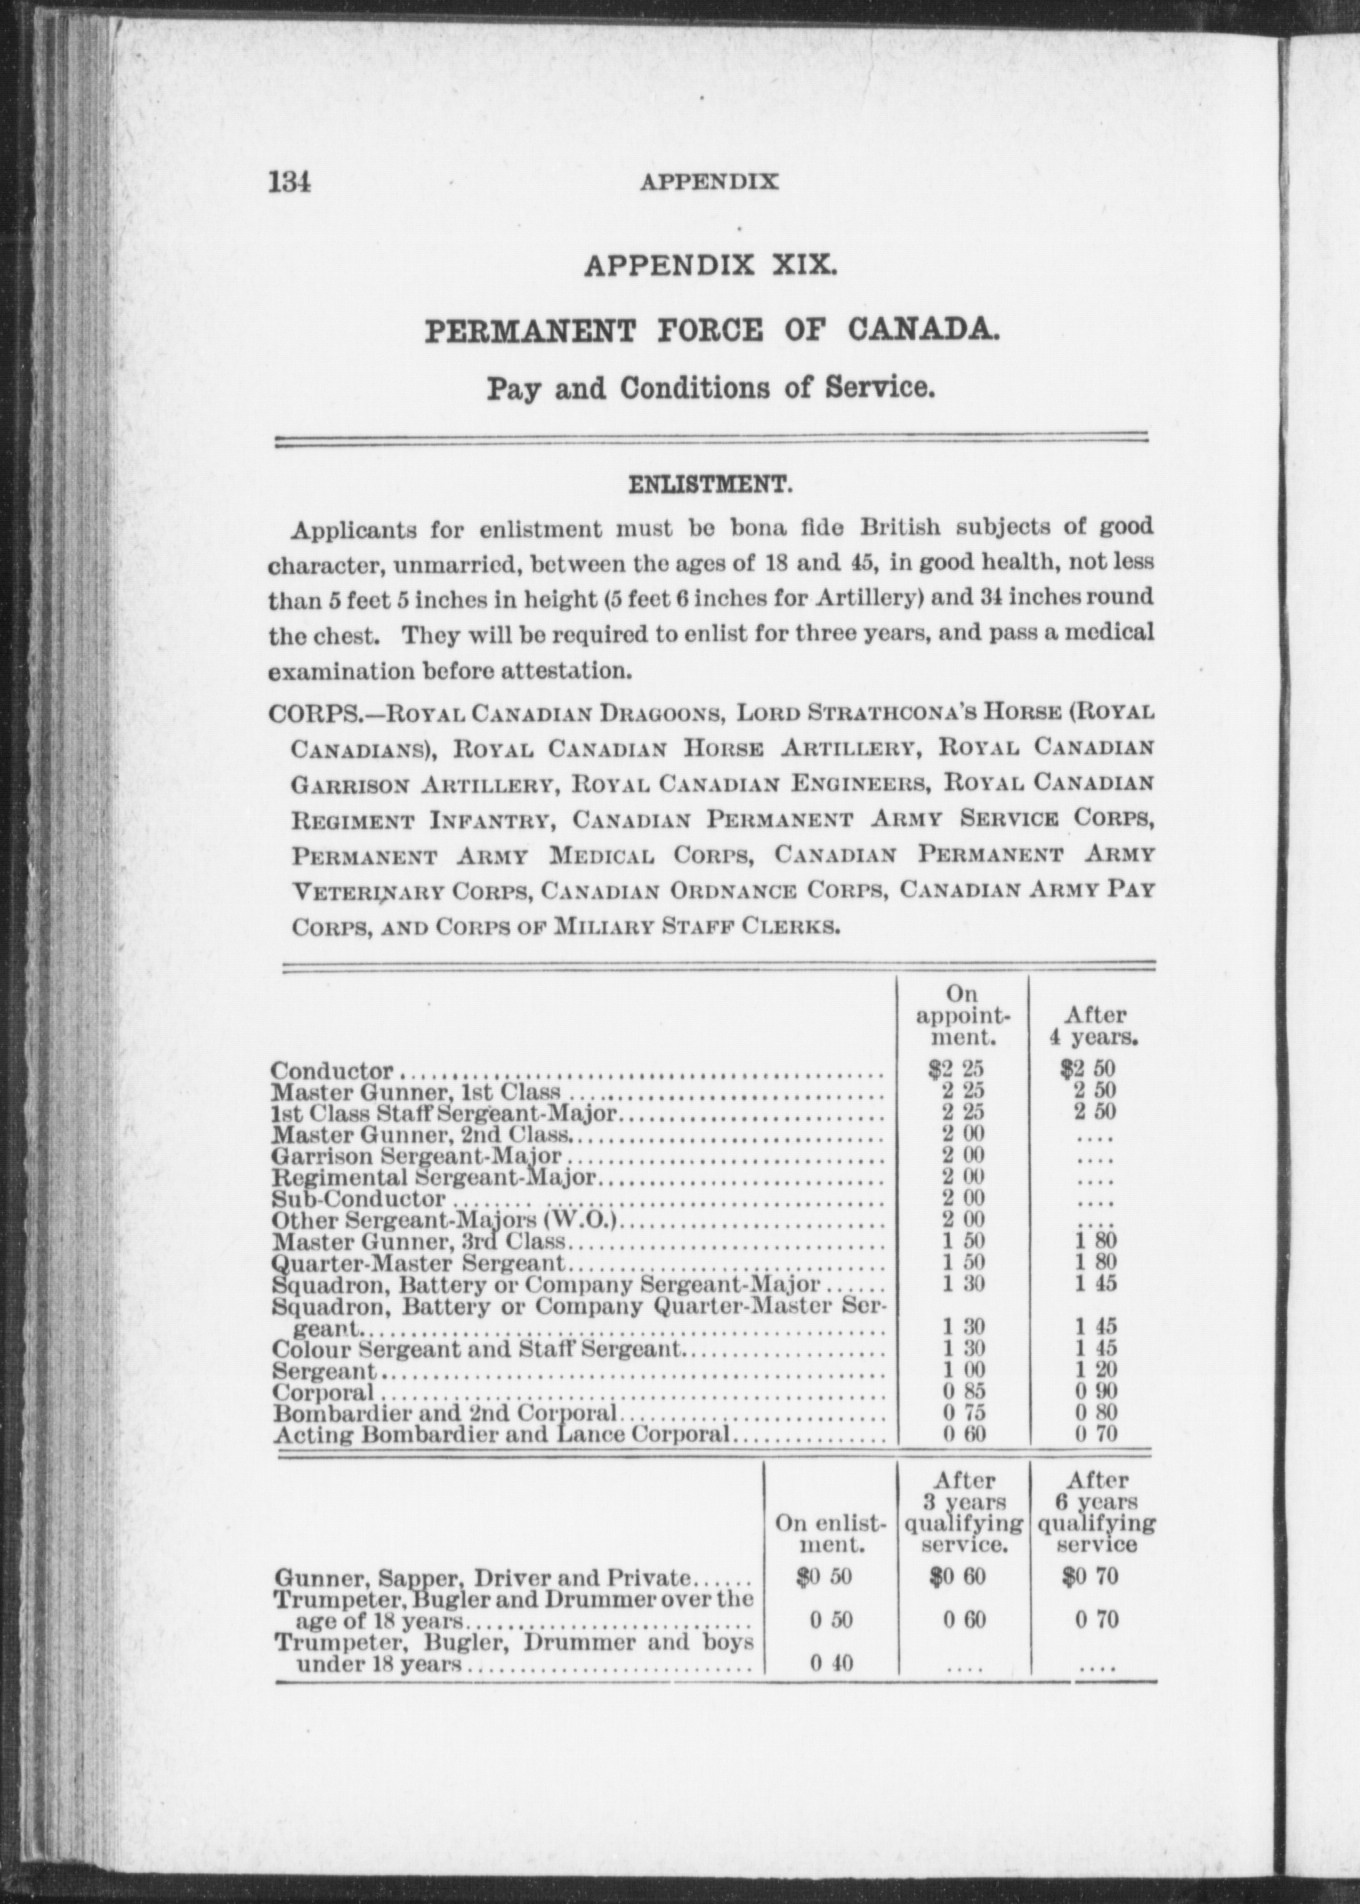 134 APPENDIX
APPENDIX XIX.
PERMANENT FORCE OF CANADA.
Pay and Conditions of Service.
ENLISTMENT.
Applicants for enlistment must be bona fide British subjects of good
character, unmarried, between the ages of 18 and 45, in good health, not less
than 5 feet 5 inches in height (5 feet 6 inches for Artillery) and 34 inches round
the chest. They will be required to enlist for three years, and pass a medical
examination before attestation.
CORPS.—ROYAL CANADIAN DRAGOONS, LORD STRATHCONA'S HORSE (ROYAL
CANADIANS), ROYAL CANADIAN HORSE ARTILLERY, ROYAL CANADIAN
GARRISON ARTILLERY, ROYAL CANADIAN ENGINEERS, ROYAL CANADIAN
REGIMENT INFANTRY, CANADIAN PERMANENT ARMY SERVICE CORPS,
PERMANENT ARMY MEDICAL CORPS, CANADIAN PERMANENT ARMY
VETERINARY CORPS, CANADIAN ORDNANCE CORPS, CANADIAN ARMY PAY
CORPS, AND CORPS OF MILIARY STAFF CLERKS.
On
appoint- After
ment. 4 years.
Conductor ........ $2 25 $2 50
Master Gunner, 1st Class ........ 2 25 2 50
1st Class Staff Sergeant-Major ........ 2 25 2 50
Master Gunner, 2nd Class ........ 2 00 ....
Garrison Sergeant-Major ........ 2 00 ....
Regimental Sergeant-Major ........ 2 00 ....
Sub-Conductor ........ 2 00 ....
Other Sergeant-Majors (W.O.) ........ 2 00 ....
Master Gunner, 3rd Class ........ 1 50 1 80
Quarter-Master Sergeant ........ 1 50 1 80
Squadron, Battery or Company Sergeant-Major ...... 1 30 1 45
Squadron, Battery or Company Quarter-Master Ser-
geant ........ 1 30 1 45
Colour Sergeant and Staff Sergeant ........ 1 30 1 45
Sergeant ........ 1 00 1 20
Corporal ........ 0 85 0 90
Bombardier and 2nd Corporal ........ 0 75 0 80
Acting Bombardier and Lance Corporal ........ 0 60 0 70
After After
3 years 6 years
On enlist- qualifying qualifying
ment. service. service
Gunner, Sapper, Driver and Private ...... $0 50 $0 60 $0 70
Trumpeter, Bugler and Drummer over the
age of 18 years ........ 0 50 0 60 0 70
Trumpeter, Bugler, Drummer and boys
under 18 years ........ 0 40 .... ....